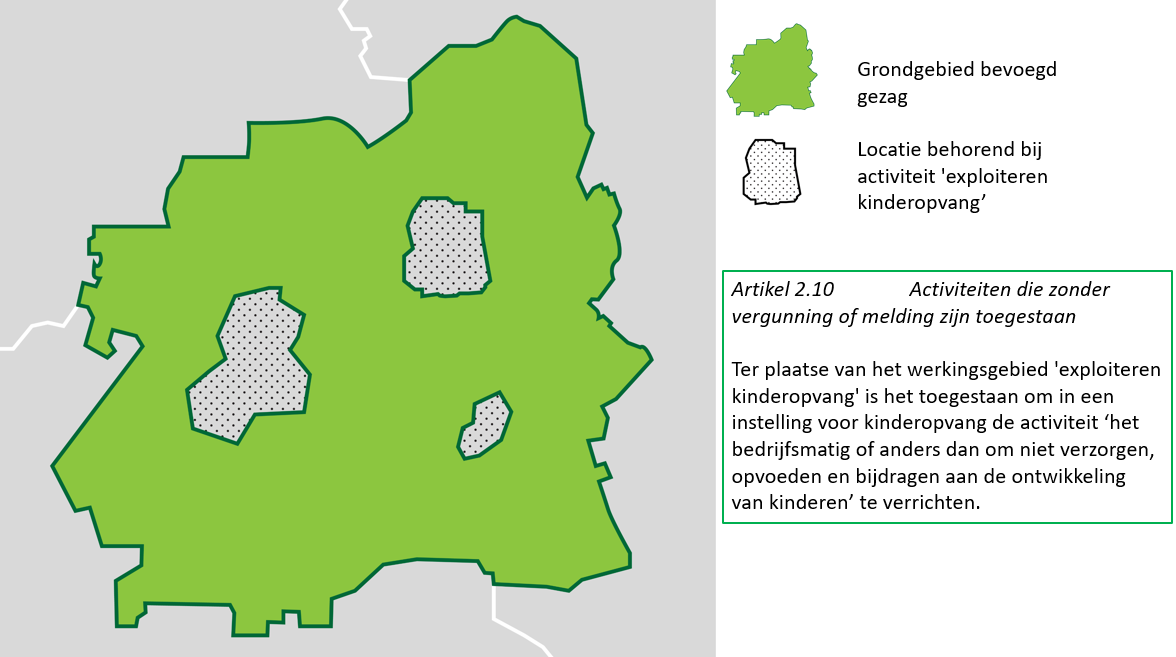 Grondgebied bevoegd
gezag
Locatie behorend bij
activiteit 'exploiteren
kinderopvang’
Artikel 2.10 Activiteiten die zonder
vergunning of melding zijn toegestaan
Ter plaatse van het werkingsgebied 'exploiteren
kinderopvang' is het toegestaan om in een
instelling voor kinderopvang de activiteit ‘het
bedrijfsmatig of anders dan om niet verzorgen,
opvoeden en bijdragen aan de ontwikkeling
van kinderen’ te verrichten.